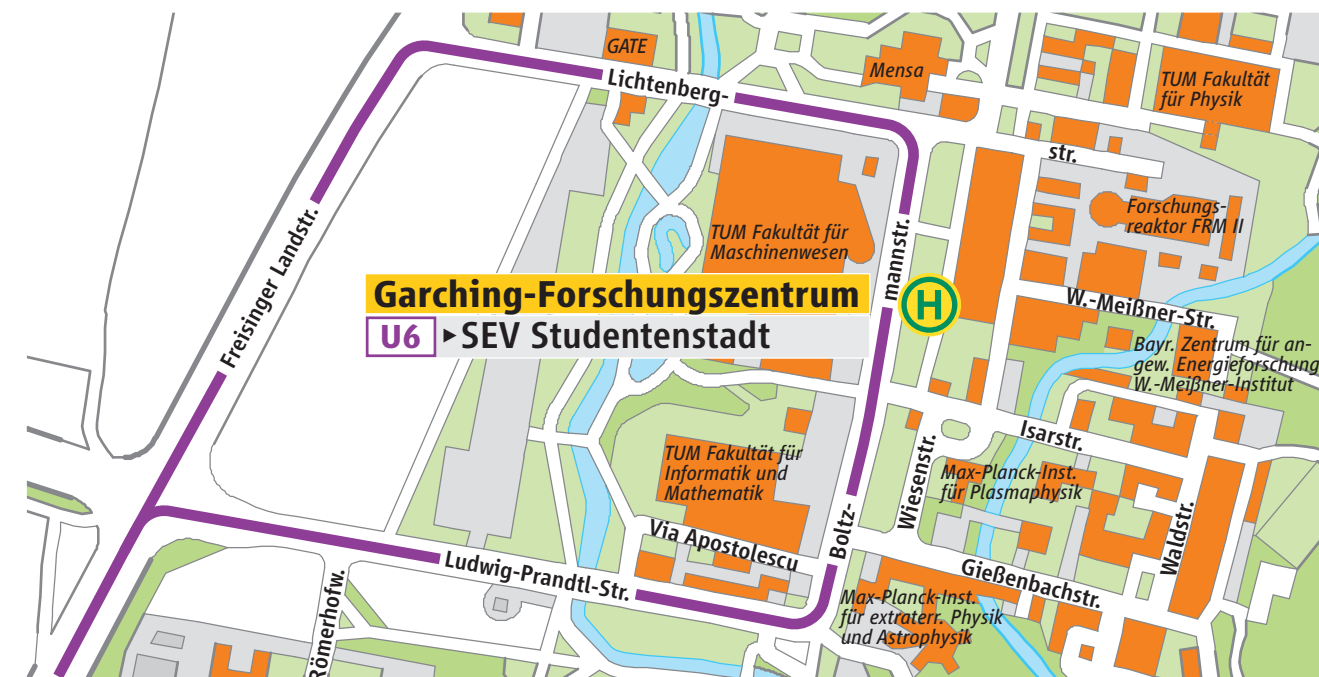 GATE
Lichtenberg-
Mensa
TUM Fakultät
für Physik
str.
Forschungs-
reaktor FRM II
TUM Fakultät für
Maschinenwesen
mannstr.
Freisinger Landstr.
Garching-Forschungszentrum
H
U6 ▸SEV Studentenstadt
W.-Meißner-Str.
Bayr. Zentrum für an-
gew. Energieforschung
W.-Meißner-Institut
Isarstr.
Wiesenstr.
TUM Fakultät für
Informatik und
Mathematik
Max-Planck-Inst.
für Plasmaphysik
Boltz-
Waldstr.
Via Apostolescu
Ludwig-Prandtl-Str.
Gießenbachstr.
Römerhofw.
Max-Planck-Inst.
für extraterr. Physik
und Astrophysik